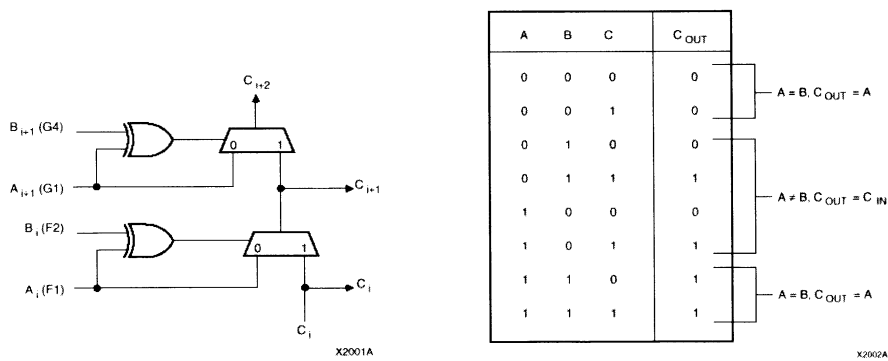 C i+2
B i+1 (G4)
0 1
A i+1 (G1)
C i+1
B i (F2)
0 1
A i (F1)
C i
C i
X2001A
A B C C OUT
0 0 0 0
0 0 1 0
A = B, C OUT = A
0 1 0 0
0 1 1 1
1 0 0 0
1 0 1 1
A ≠ B, C OUT = C IN
1 1 0 1
1 1 1 1
A = B, C OUT = A
X2002A